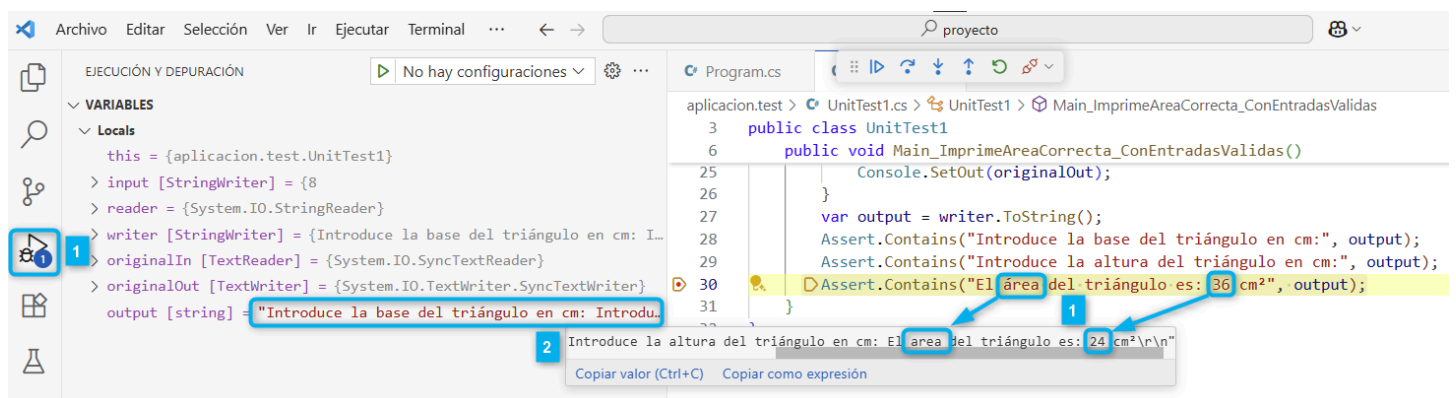 Archivo Editar Selección Ver Ir Ejecutar Terminal ··· ← → proyecto
EJECUCIÓN Y DEPURACIÓN
No hay configuraciones
VARIABLES
Locals
this = {aplicacion.test.UnitTest1}
input [StringWriter] = {8
reader = {System.IO.StringReader}
writer [StringWriter] = {Introduce la base del triángulo en cm: I…
originalIn [TextReader] = {System.IO.SyncTextReader}
originalOut [TextWriter] = {System.IO.TextWriter.SyncTextWriter}
output [string] = "Introduce la base del triángulo en cm: Introdu…
1
1
2
Program.cs
aplicacion.test > UnitTest1.cs > UnitTest1 > Main_ImprimeAreaCorrecta_ConEntradasValidas
3 public class UnitTest1
6 public void Main_ImprimeAreaCorrecta_ConEntradasValidas()
25 Console.SetOut(originalOut);
26 }
27 var output = writer.ToString();
28 Assert.Contains("Introduce la base del triángulo en cm:", output);
29 Assert.Contains("Introduce la altura del triángulo en cm:", output);
30 Assert.Contains("El área del triángulo es: 36 cm²", output);
31 }
1
Introduce la altura del triángulo en cm: El area del triángulo es: 24 cm²\r\n"
Copiar valor (Ctrl+C) Copiar como expresión